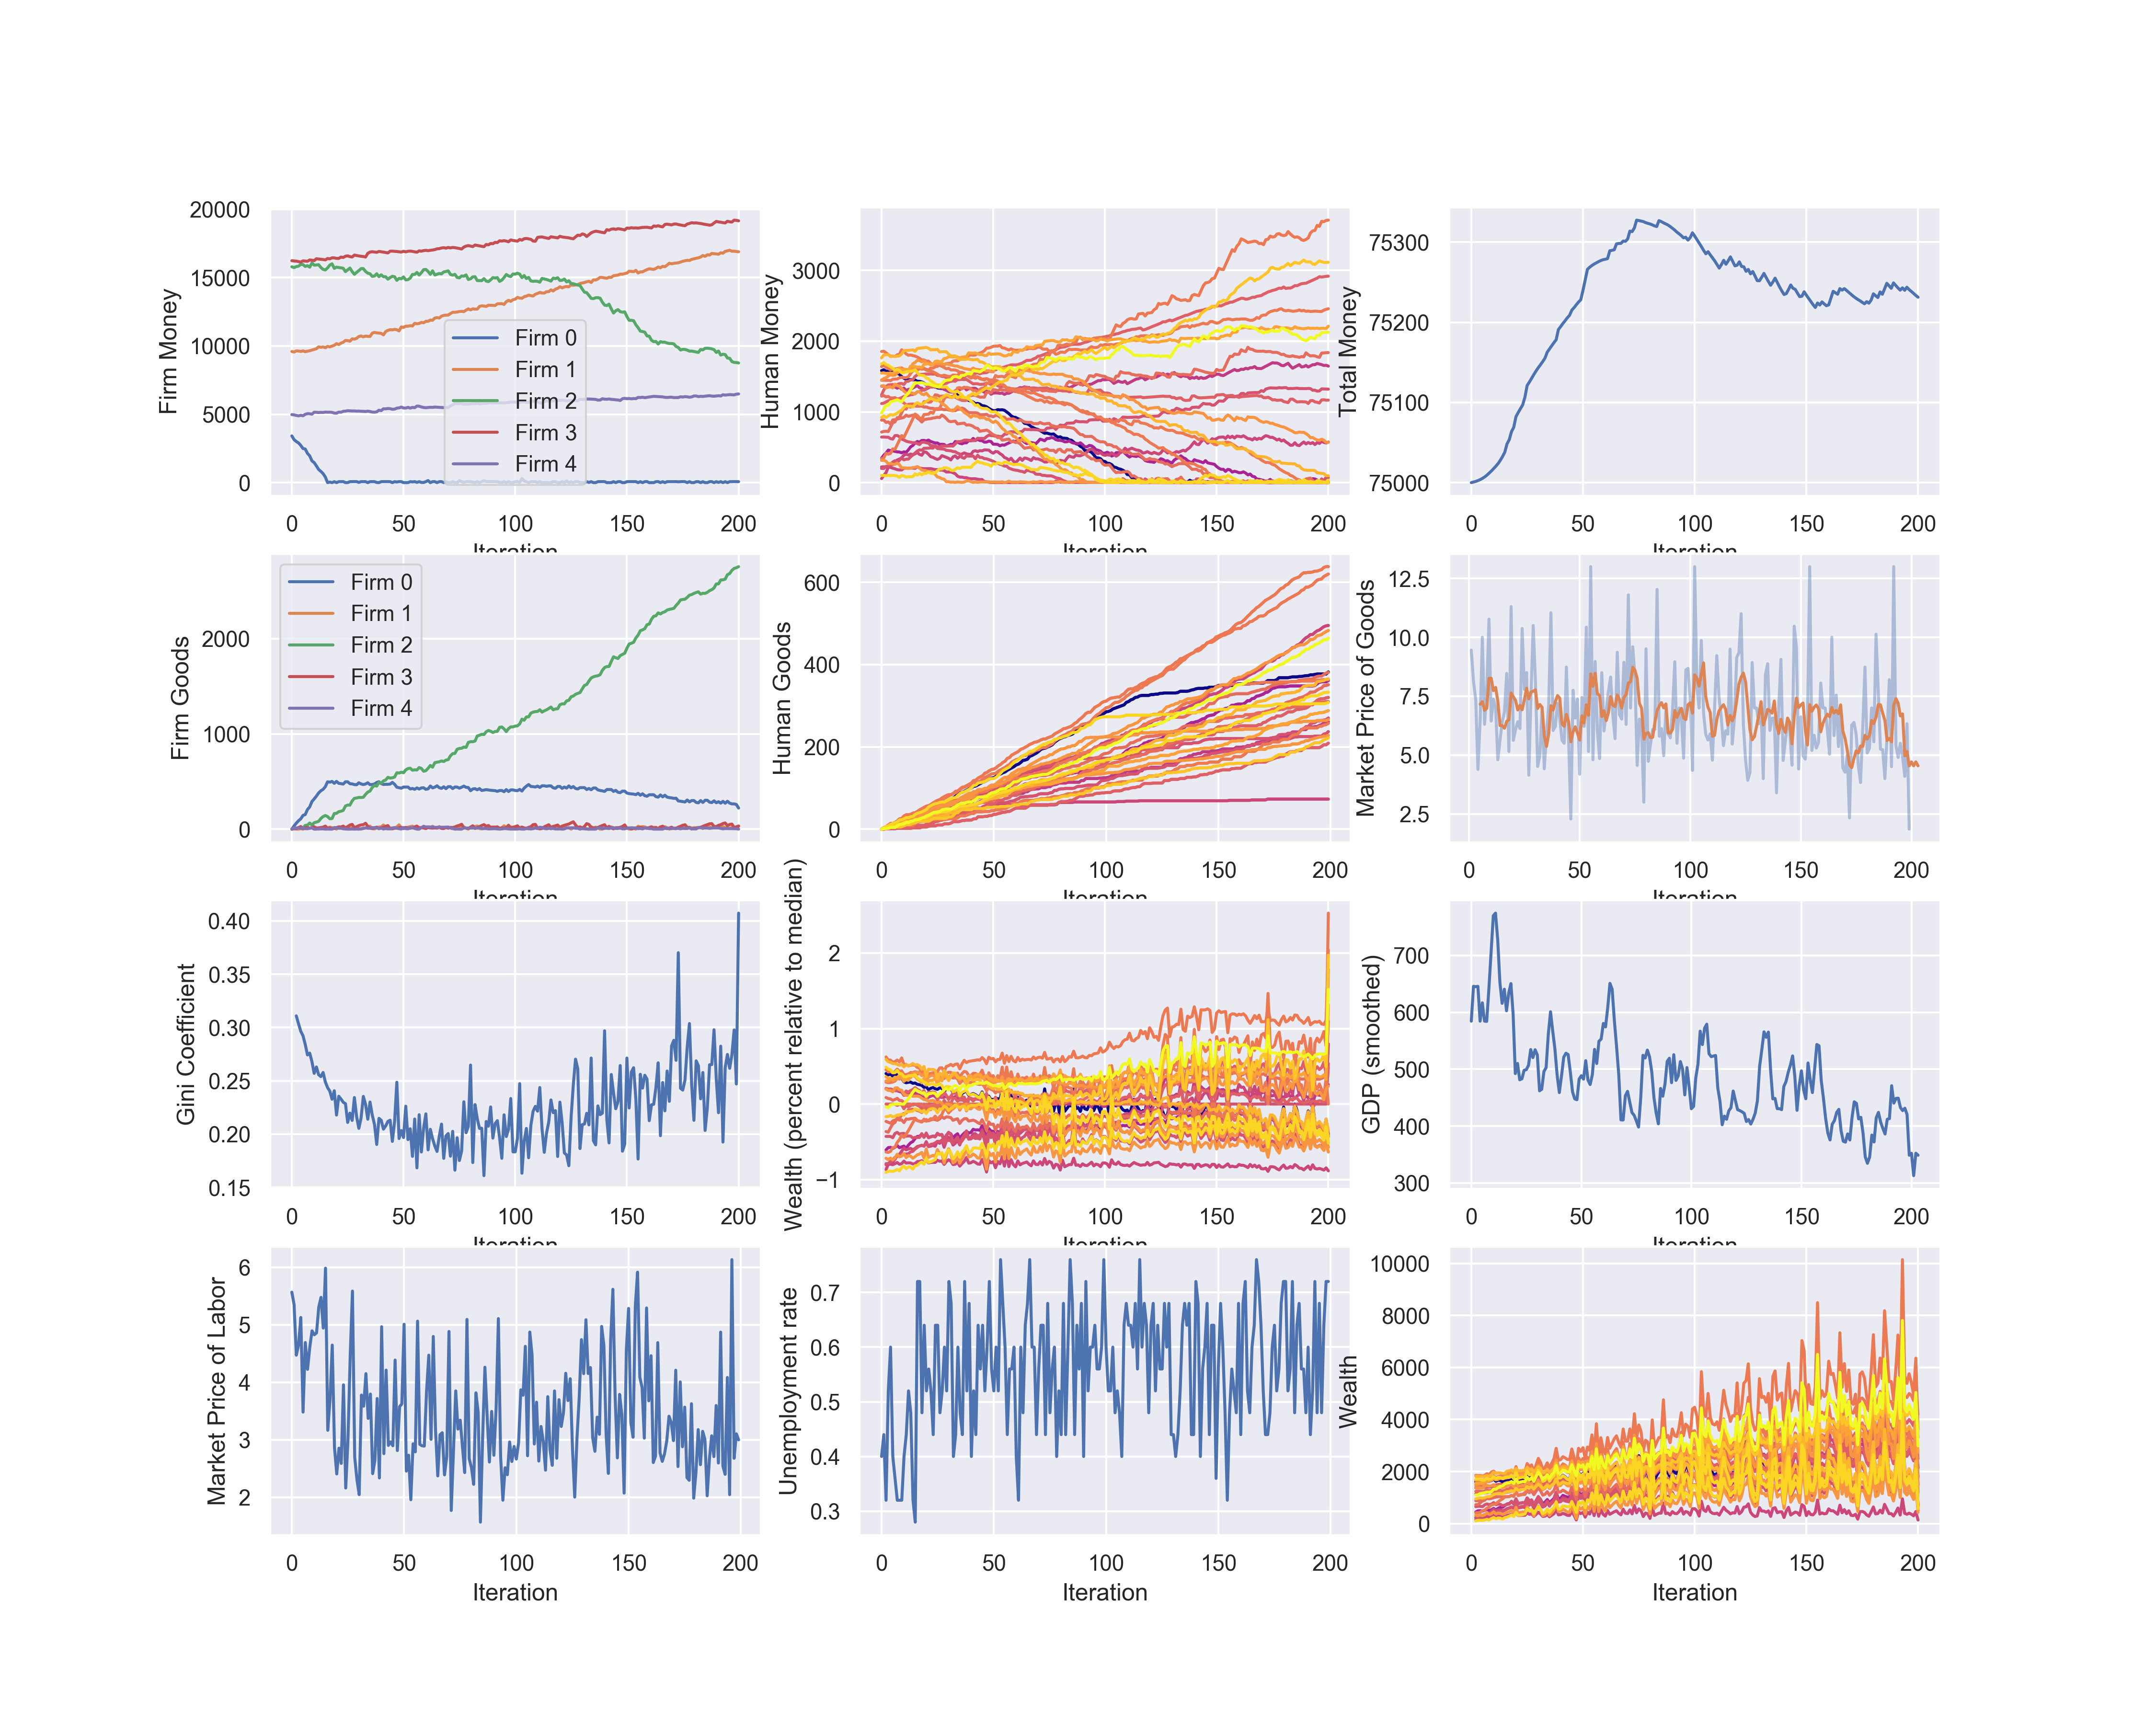 Firm Money
20000
15000
10000
5000
0
Firm 0
Firm 1
Firm 2
Firm 3
Firm 4
0 50 100 150 200
Iteration
Human Money
3000
2000
1000
0
0 50 100 150 200
Iteration
Total Money
75300
75200
75100
75000
0 50 100 150 200
Iteration
Firm Goods
2000
1000
0
Firm 0
Firm 1
Firm 2
Firm 3
Firm 4
0 50 100 150 200
Iteration
Human Goods
600
400
200
0
0 50 100 150 200
Iteration
Market Price of Goods
12.5
10.0
7.5
5.0
2.5
0 50 100 150 200
Iteration
Gini Coefficient
0.40
0.35
0.30
0.25
0.20
0.15
0 50 100 150 200
Iteration
Wealth (percent relative to median)
2
1
0
−1
0 50 100 150 200
Iteration
GDP (smoothed)
700
600
500
400
300
0 50 100 150 200
Iteration
Market Price of Labor
6
5
4
3
2
0 50 100 150 200
Iteration
Unemployment rate
0.7
0.6
0.5
0.4
0.3
0 50 100 150 200
Iteration
Wealth
10000
8000
6000
4000
2000
0
0 50 100 150 200
Iteration